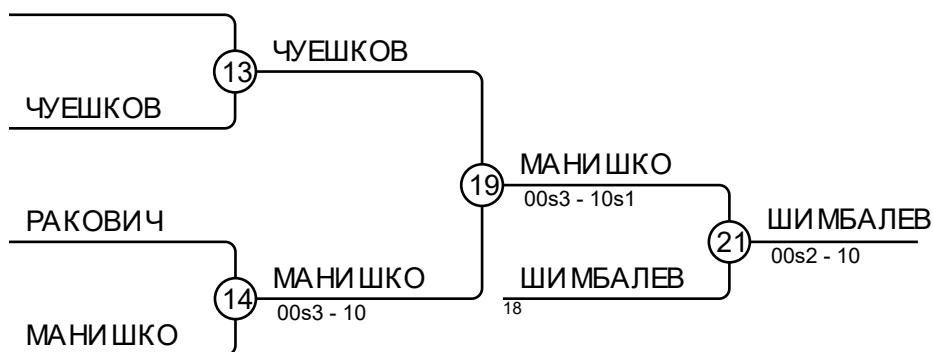 ЧУЕШКОВ
13
ЧУЕШКОВ
МАНИШКО
19
00s3 - 10s1
РАКОВИЧ
ШИМБАЛЕВ
21
00s2 - 10
МАНИШКО
ШИМБАЛЕВ
14
00s3 - 10
18
МАНИШКО